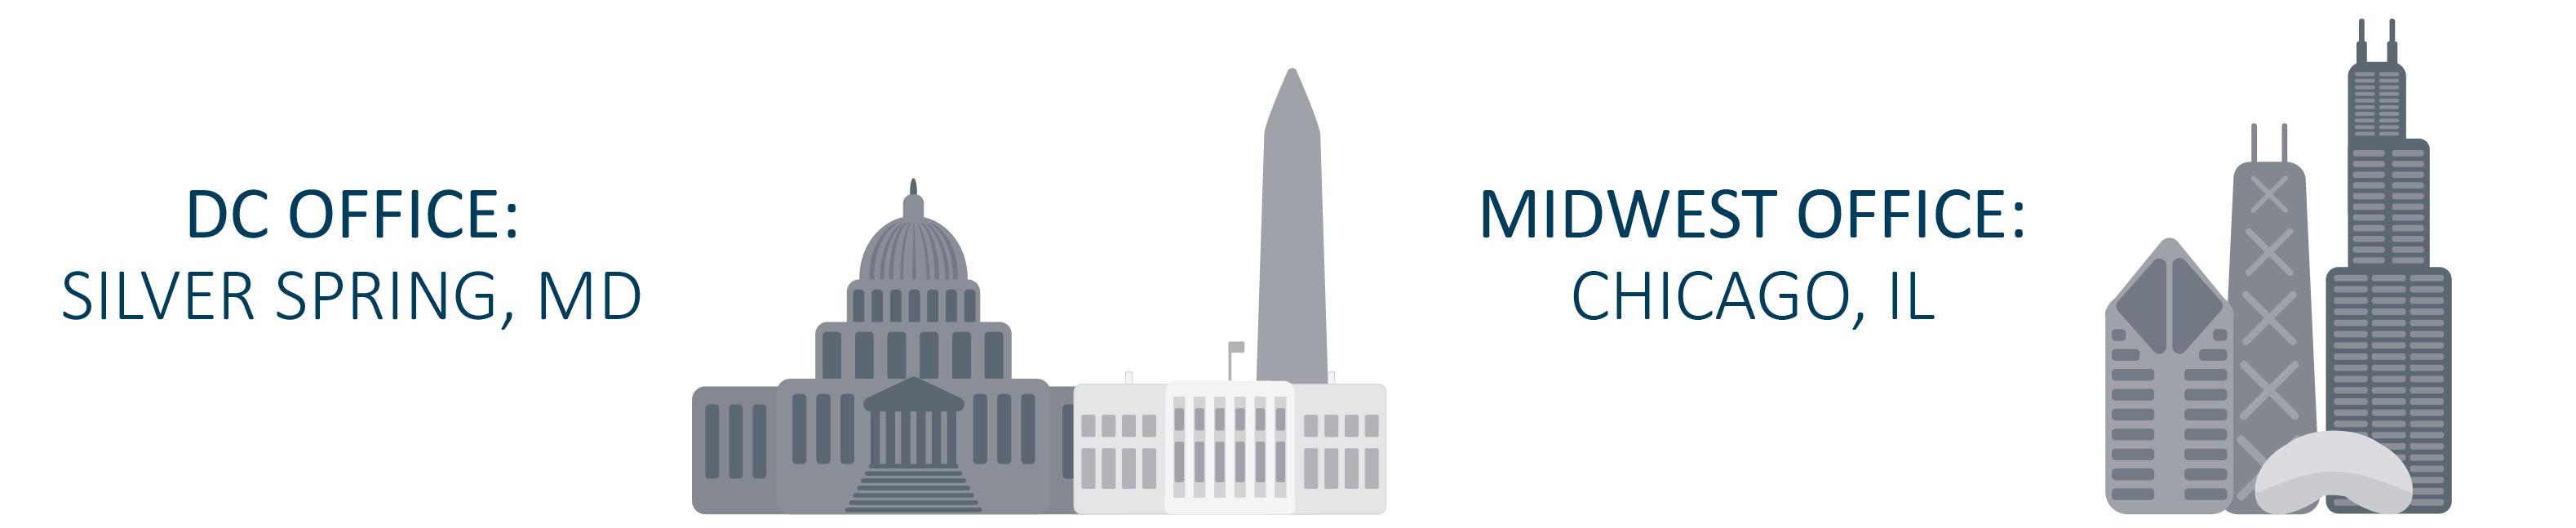 DC OFFICE:
SILVER SPRING, MD
MIDWEST OFFICE:
CHICAGO, IL